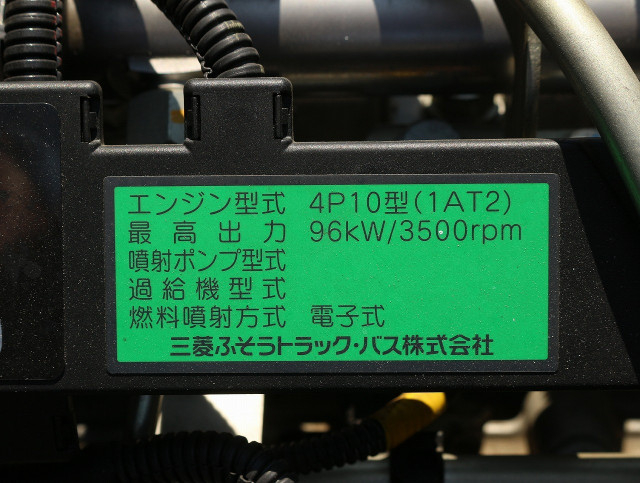 エンジン型式 4P10型(1AT2)
最高出力 96kW/3500rpm
噴射ポンプ型式
過給機型式
燃料噴射方式 電子式
三菱ふそうトラック・バス株式会社